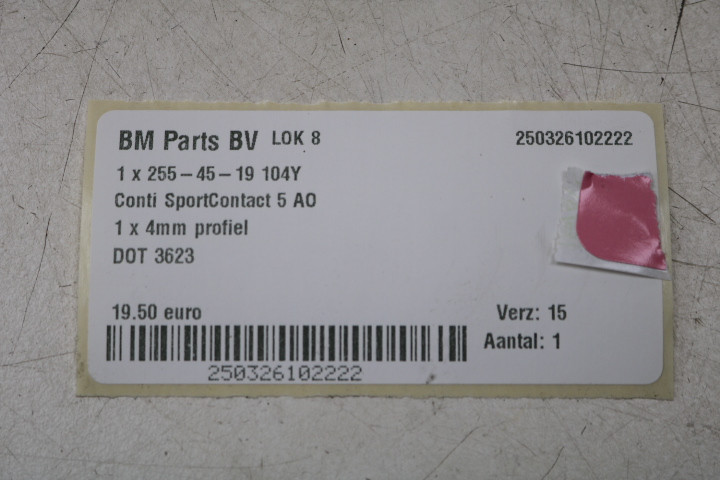 BM Parts BV LOK 8 250326102222
1 x 255-45-19 104Y
Conti SportContact 5 AO
1 x 4mm profiel
DOT 3623
19.50 euro Verz: 15
Aantal: 1
250326102222